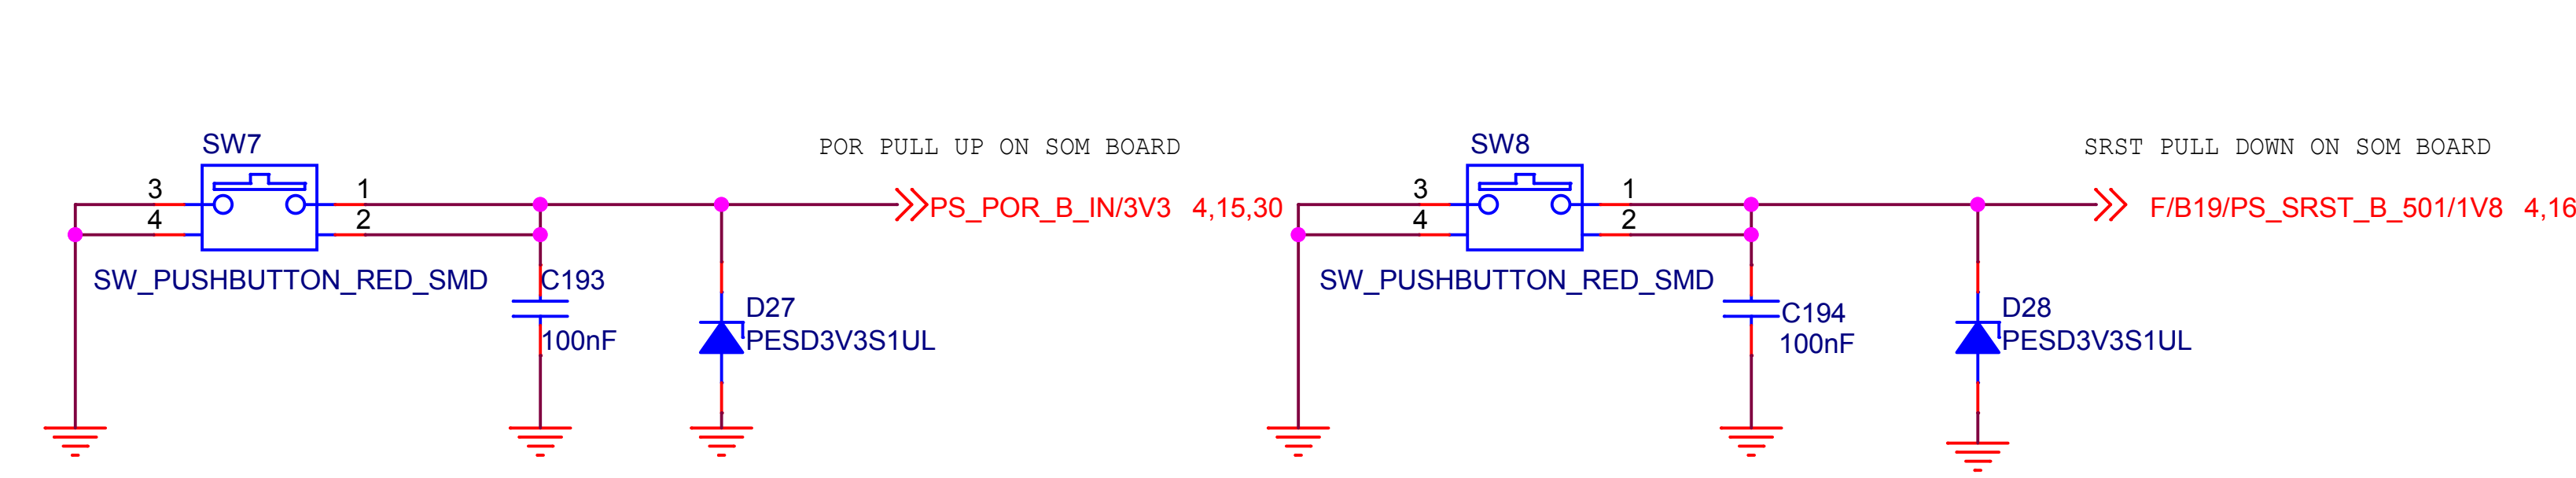 SW7
POR PULL UP ON SOM BOARD
SW8
SRST PULL DOWN ON SOM BOARD
3
1
4
2
PS_POR_B_IN/3V3 4,15,30
3
1
4
2
F/B19/PS_SRST_B_501/1V8 4,16
SW_PUSHBUTTON_RED_SMD
C193
100nF
D27
PESD3V3S1UL
SW_PUSHBUTTON_RED_SMD
C194
100nF
D28
PESD3V3S1UL